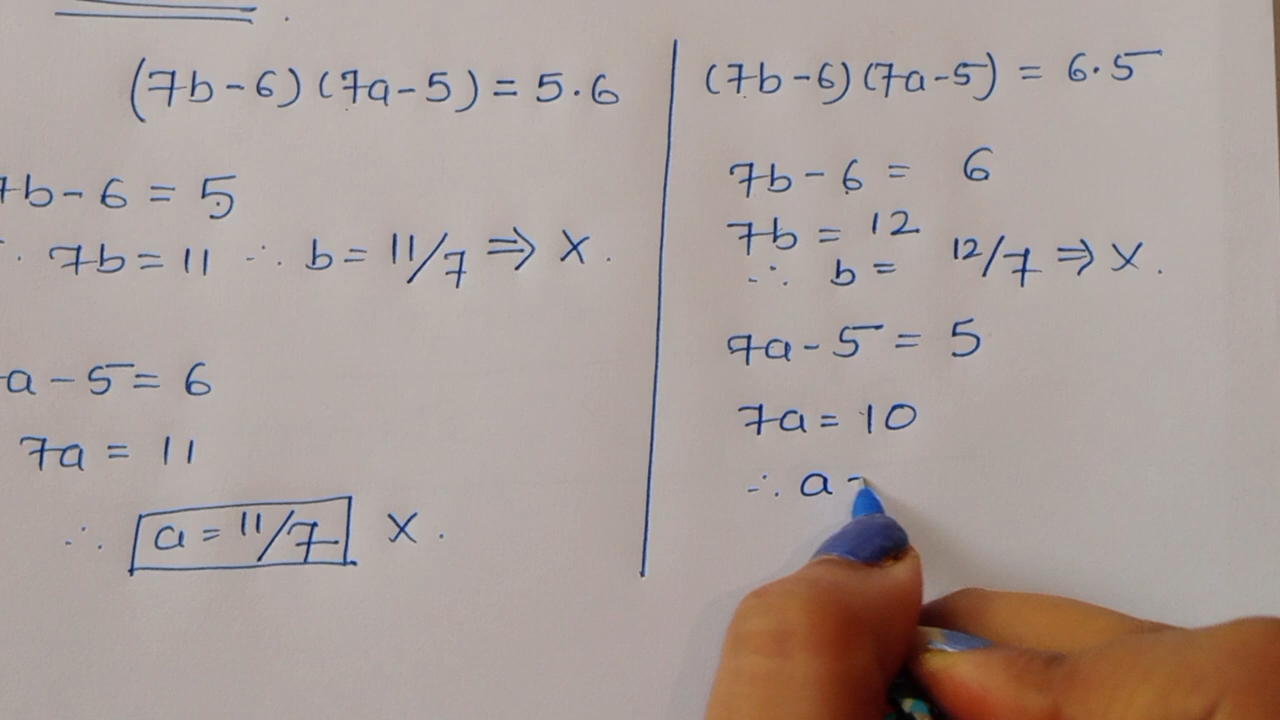 (7b-6)(7a-5) = 5.6
7b-6 = 5
∴ 7b = 11 ∴ b = 11/7 ⇒ X.
a-5 = 6
7a = 11
∴ a = 11/7 X.
(7b-6)(7a-5) = 6.5
7b-6 = 6
7b = 12
∴ b = 12/7 ⇒ X.
7a-5 = 5
7a = 10
∴ a -